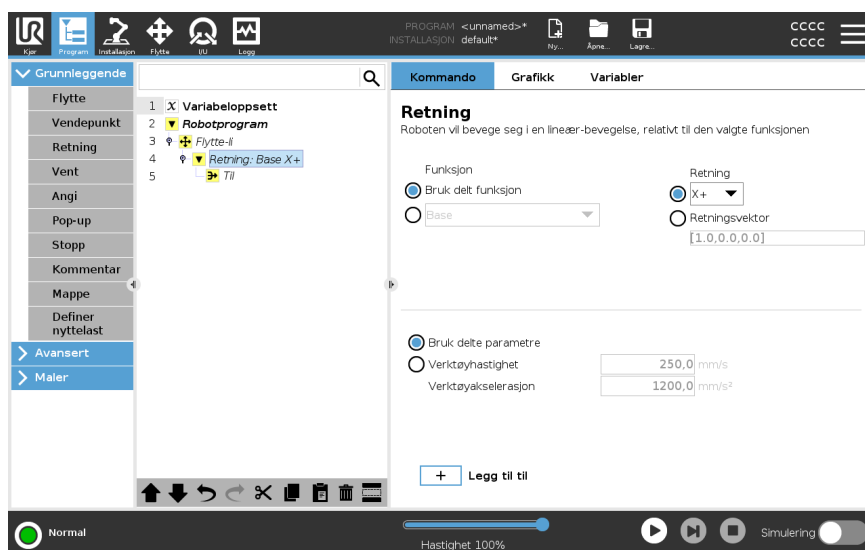 UR
Kjør
Program
Installasjon
Flytte
I/U
Logg
PROGRAM <unnamed>*
INSTALLASJON default*
Ny...
Åpne...
Lagre...
cccc
cccc
Grunnleggende
Flytte
Vendepunkt
Retning
Vent
Angi
Pop-up
Stopp
Kommentar
Mappe
Definer
nyttelast
Avansert
Maler
1 X Variabeloppsett
2 Robotprogram
3 Flytte-li
4 Retning: Base X+
5 Til
Kommando Grafikk Variabler
Retning
Roboten vil bevege seg i en lineær-bevegelse, relativt til den valgte funksjonen
Funksjon
Bruk delt funksjon
Base
Retning
X+
Retningsvektor
[1.0,0.0,0.0]
Bruk delte parametre
Verktøyhastighet 250,0 mm/s
Verktøyakselerasjon 1200,0 mm/s²
+ Legg til til
Normal
Hastighet 100%
Simulering